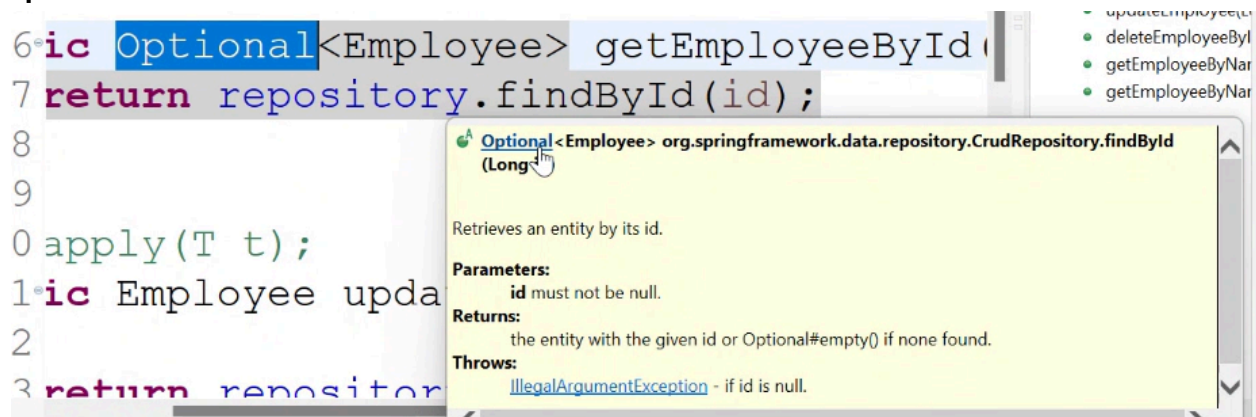 6 ic Optional<Employee> getEmployeeById(
7 return repository.findById(id);
8
9
0 apply(T t);
1 ic Employee upda
2
3 return repositor
deleteEmployeeByI
getEmployeeByNar
getEmployeeByNar
Optional<Employee> org.springframework.data.repository.CrudRepository.findById
(Long
Retrieves an entity by its id.
Parameters:
id must not be null.
Returns:
the entity with the given id or Optional#empty() if none found.
Throws:
IllegalArgumentException - if id is null.